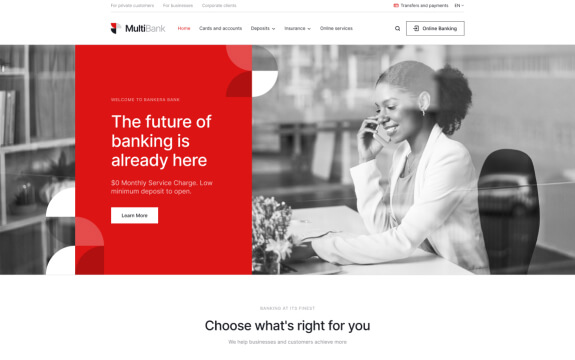 For private customers For businesses Corporate clients Transfers and payments EN
MultiBank Home Cards and accounts Deposits Insurance Online services Online Banking
WELCOME TO BANKERA BANK
The future of
banking is
already here
$0 Monthly Service Charge. Low
minimum deposit to open.
Learn More
BANKING AT ITS FINEST
Choose what's right for you
We help businesses and customers achieve more